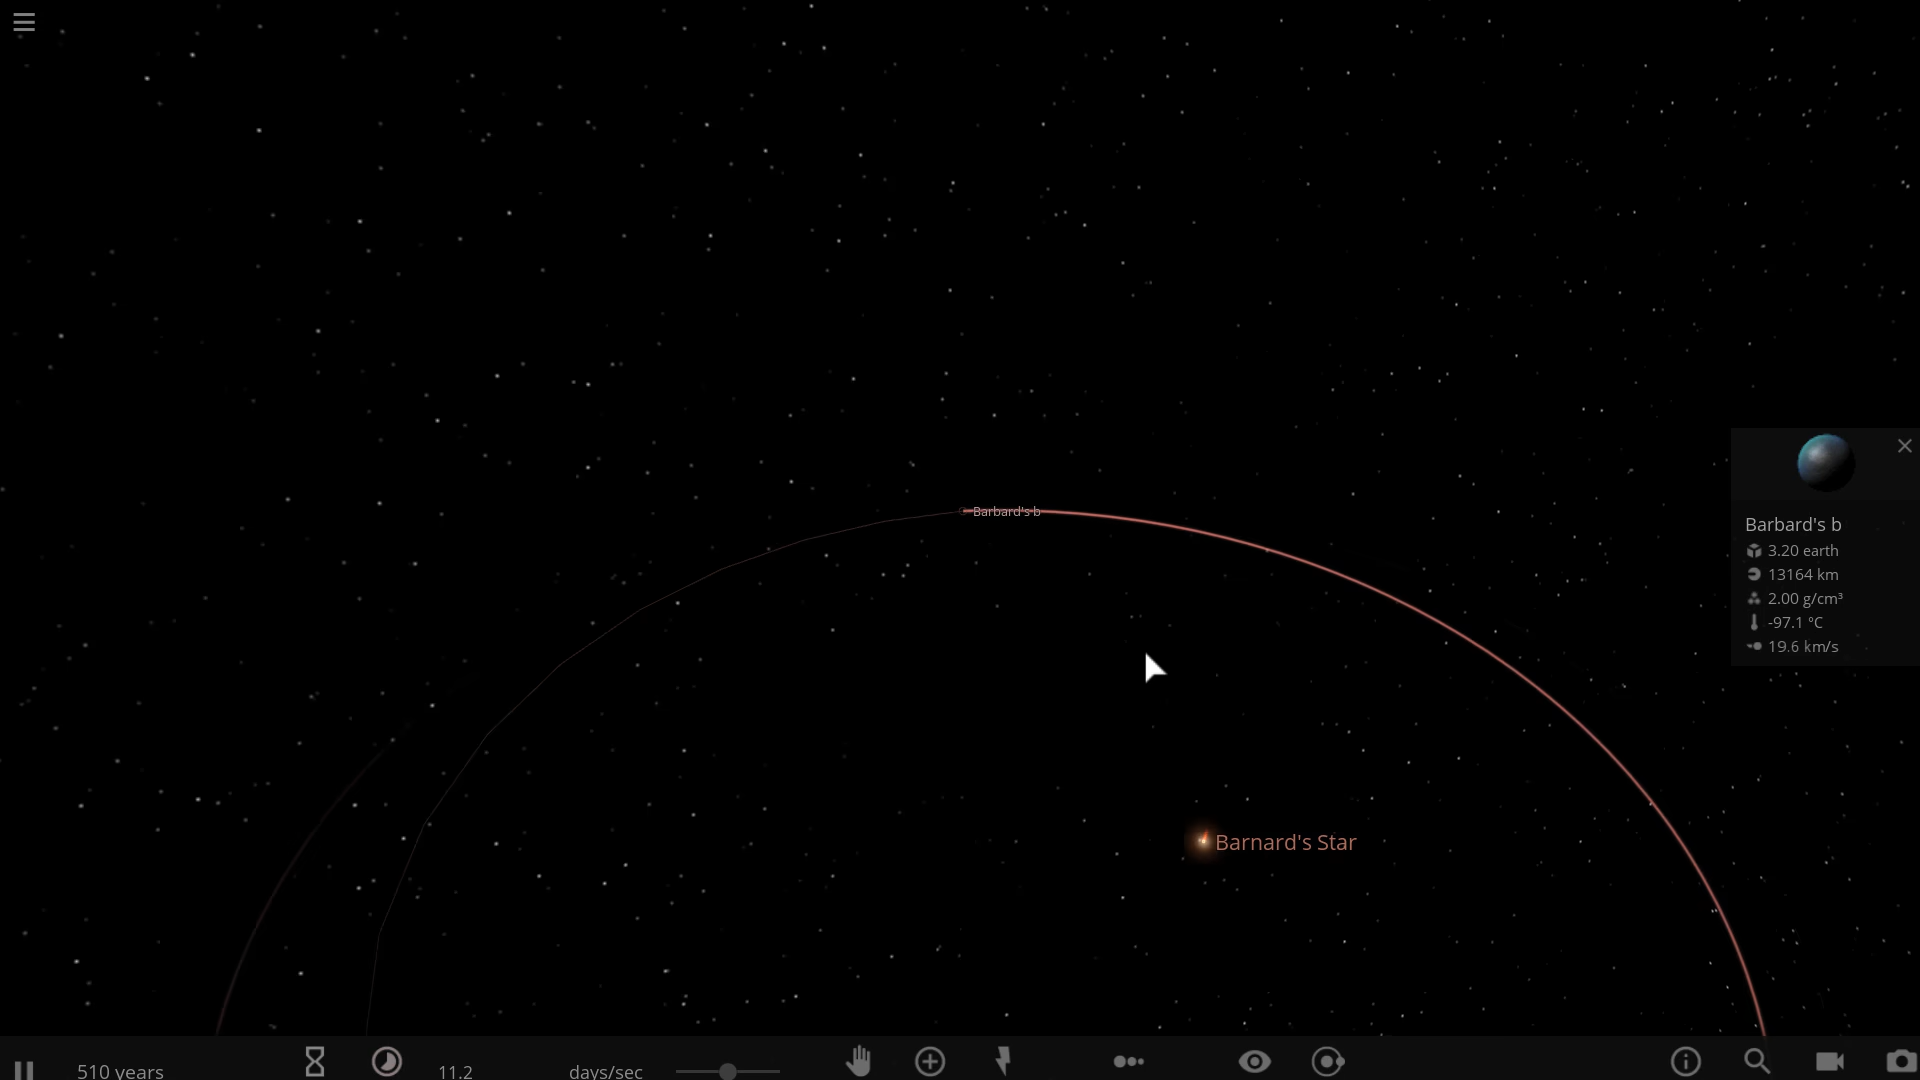 Barbard's b
Barbard's b
3.20 earth
13164 km
2.00 g/cm³
-97.1 °C
19.6 km/s
Barnard's Star
510 years
11.2
days/sec